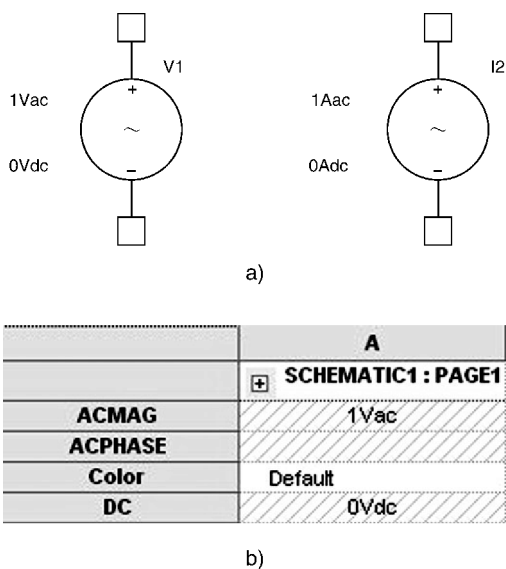 V1
I2
+
+
1Vac
1Aac
~
~
0Vdc
0Adc
−
−
a)
A
+ SCHEMATIC1 : PAGE1
ACMAG 1Vac
ACPHASE
Color Default
DC 0Vdc
b)